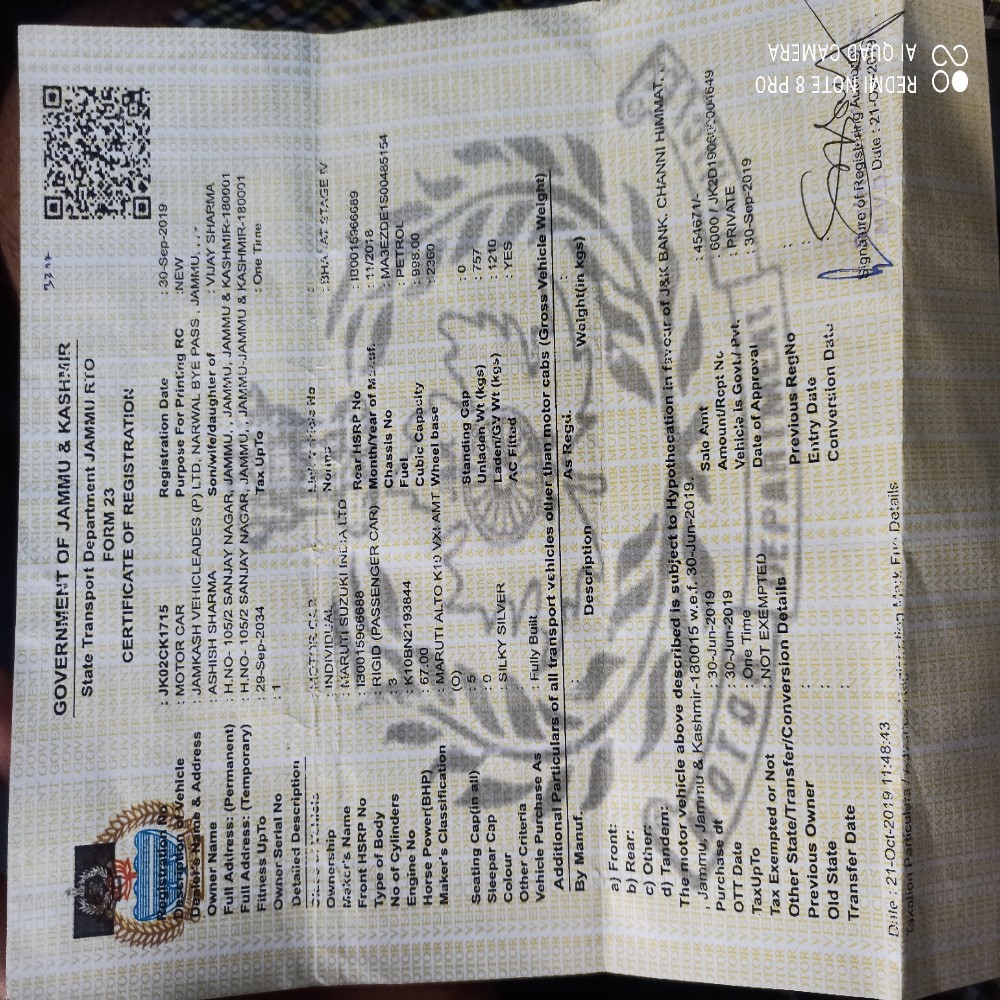 GOVERNMENT OF JAMMU & KASHMIR
State Transport Department JAMMU RTO
FORM 23
CERTIFICATE OF REGISTRATION
Registration No : JK02CK1715 Registration Date : 30-Sep-2019
Description of Vehicle : MOTOR CAR Purpose For Printing RC : NEW
Dealer's Name & Address : JAMKASH VEHICLEADES (P) LTD, NARWAL BYE PASS , JAMMU, , , -
Owner Name : ASHISH SHARMA Son/wife/daughter of : VIJAY SHARMA
Full Address: (Permanent) : H.NO- 105/2 SANJAY NAGAR, JAMMU, , JAMMU, JAMMU & KASHMIR-180001
Full Address: (Temporary) : H.NO- 105/2 SANJAY NAGAR, JAMMU, , JAMMU-JAMMU & KASHMIR-180001
Fitness UpTo : 29-Sep-2034 Tax UpTo : One Time
Owner Serial No : 1
Detailed Description
: MOTOR CAR
Ownership : INDIVIDUAL Norms : BHARAT STAGE IV
Maker's Name : MARUTI SUZUKI INDIA LTD
Front HSRP No Rear HSRP No
Type of Body : RIGID (PASSENGER CAR) Month/Year of Manuf. : 11/2018
No of Cylinders : 3 Chassis No : MA3EZDE1S00485154
Engine No : K10BN2193844 Fuel : PETROL
Horse Power(BHP) : 67.00 Cubic Capacity : 998.00
Maker's Classification : MARUTI ALTO K10 VXI AMT (O) Wheel base : 2360
Seating Cap(in all) : 5 Standing Cap : 0
Sleepar Cap : 0 Unladen Wt (kgs) : 757
Colour : SILKY SILVER Laden/GV Wt (kgs) : 1210
Other Criteria : AC Fitted : YES
Vehicle Purchase As : Fully Built
Additional Particulars of all transport vehicles other than motor cabs (Gross Vehicle Weight)
By Manuf. : As Regd. :
Description Weight(in kgs)
a) Front:
b) Rear:
c) Other:
d) Tandem:
The motor vehicle above described is subject to Hypothecation in favour of J&K BANK, CHANNI HIMMAT, ,
, Jammu, Jammu & Kashmir-180015 w.e.f. 30-Jun-2019.
Purchase dt : 30-Jun-2019 Sale Amt : 454671/-
OTT Date : 30-Jun-2019 Amount/Rcpt No : 6000 /
TaxUpTo : One Time Vehicle Is Govt./ Pvt. : PRIVATE
Tax Exempted or Not : NOT EXEMPTED Date of Approval : 30-Sep-2019
Other State/Transfer/Conversion Details
Previous Owner : Previous RegNo :
Old State : Entry Date :
Transfer Date : Conversion Date :
Signature of Registering Authority
Date : 21-Oct-2019 11:48:43 Date : 21-Oct-2019
REDMI NOTE 8 PRO
AI QUAD CAMERA